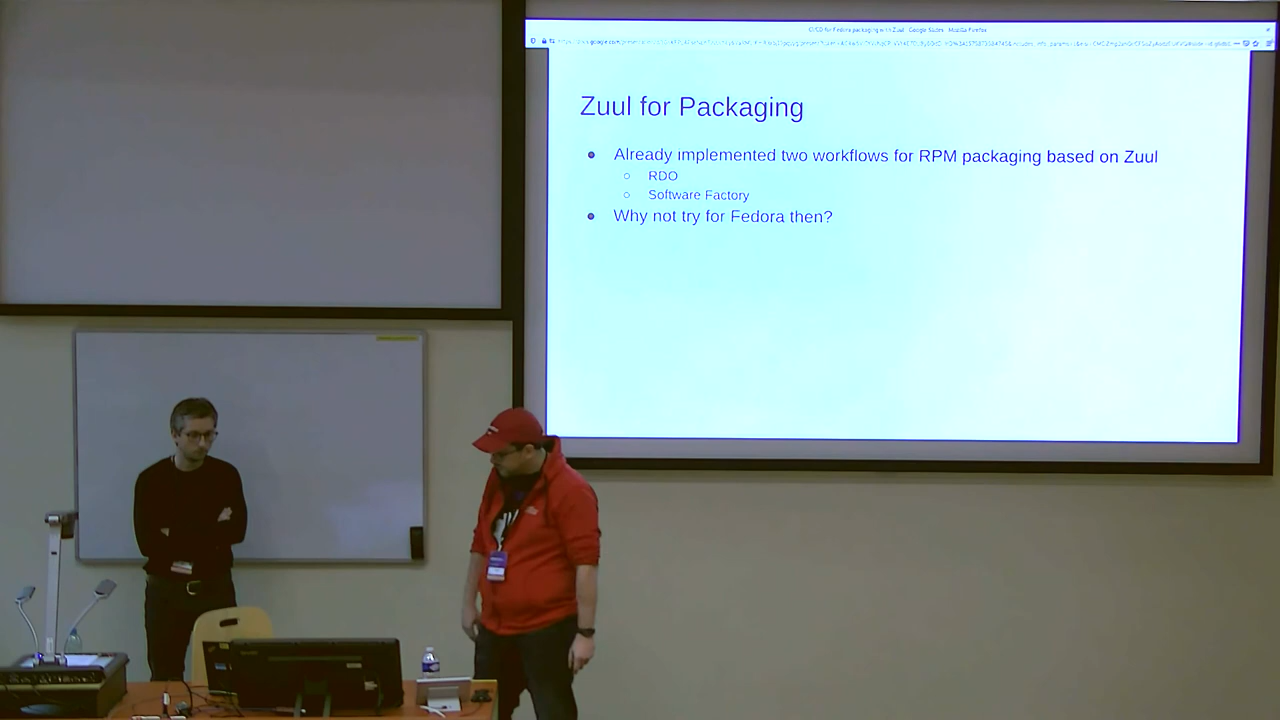 CI/CD for Fedora packaging with Zuul - Google Slides - Mozilla Firefox
Zuul for Packaging
Already implemented two workflows for RPM packaging based on Zuul
RDO
Software Factory
Why not try for Fedora then?